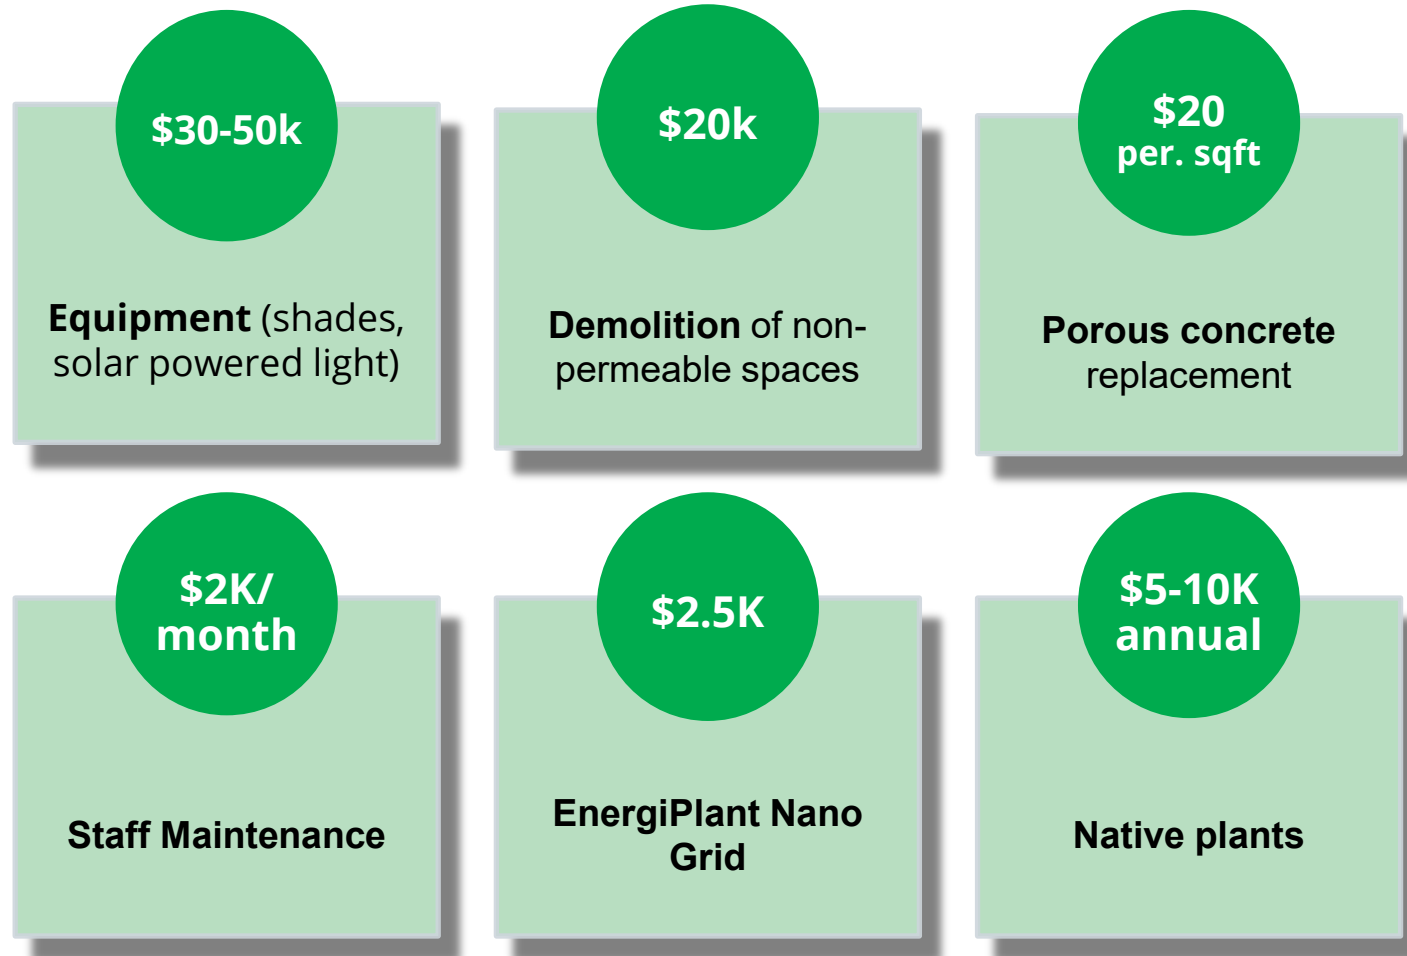 $30-50k
Equipment (shades,
solar powered light)
$20k
Demolition of non-
permeable spaces
$20
per. sqft
Porous concrete
replacement
$2K/
month
Staff Maintenance
$2.5K
EnergiPlant Nano
Grid
$5-10K
annual
Native plants